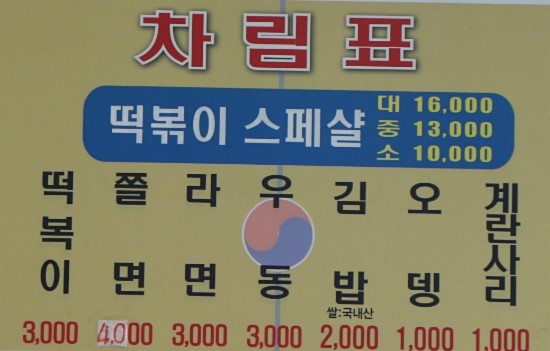 차림표
떡볶이 스페샬
대 16,000
중 13,000
소 10,000
떡볶이 3,000
쫄면 4,000
라면 3,000
우동 3,000
김밥 쌀:국내산 2,000
오뎅 1,000
계란사리 1,000